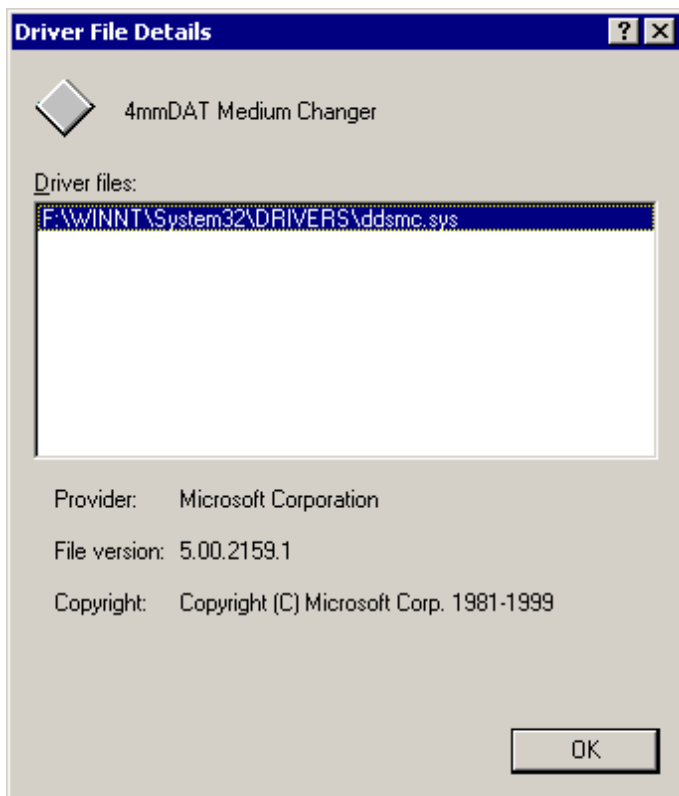 Driver File Details
4mmDAT Medium Changer
Driver files:
F:\WINNT\System32\DRIVERS\ddsmc.sys
Provider: Microsoft Corporation
File version: 5.00.2159.1
Copyright: Copyright (C) Microsoft Corp. 1981-1999
OK